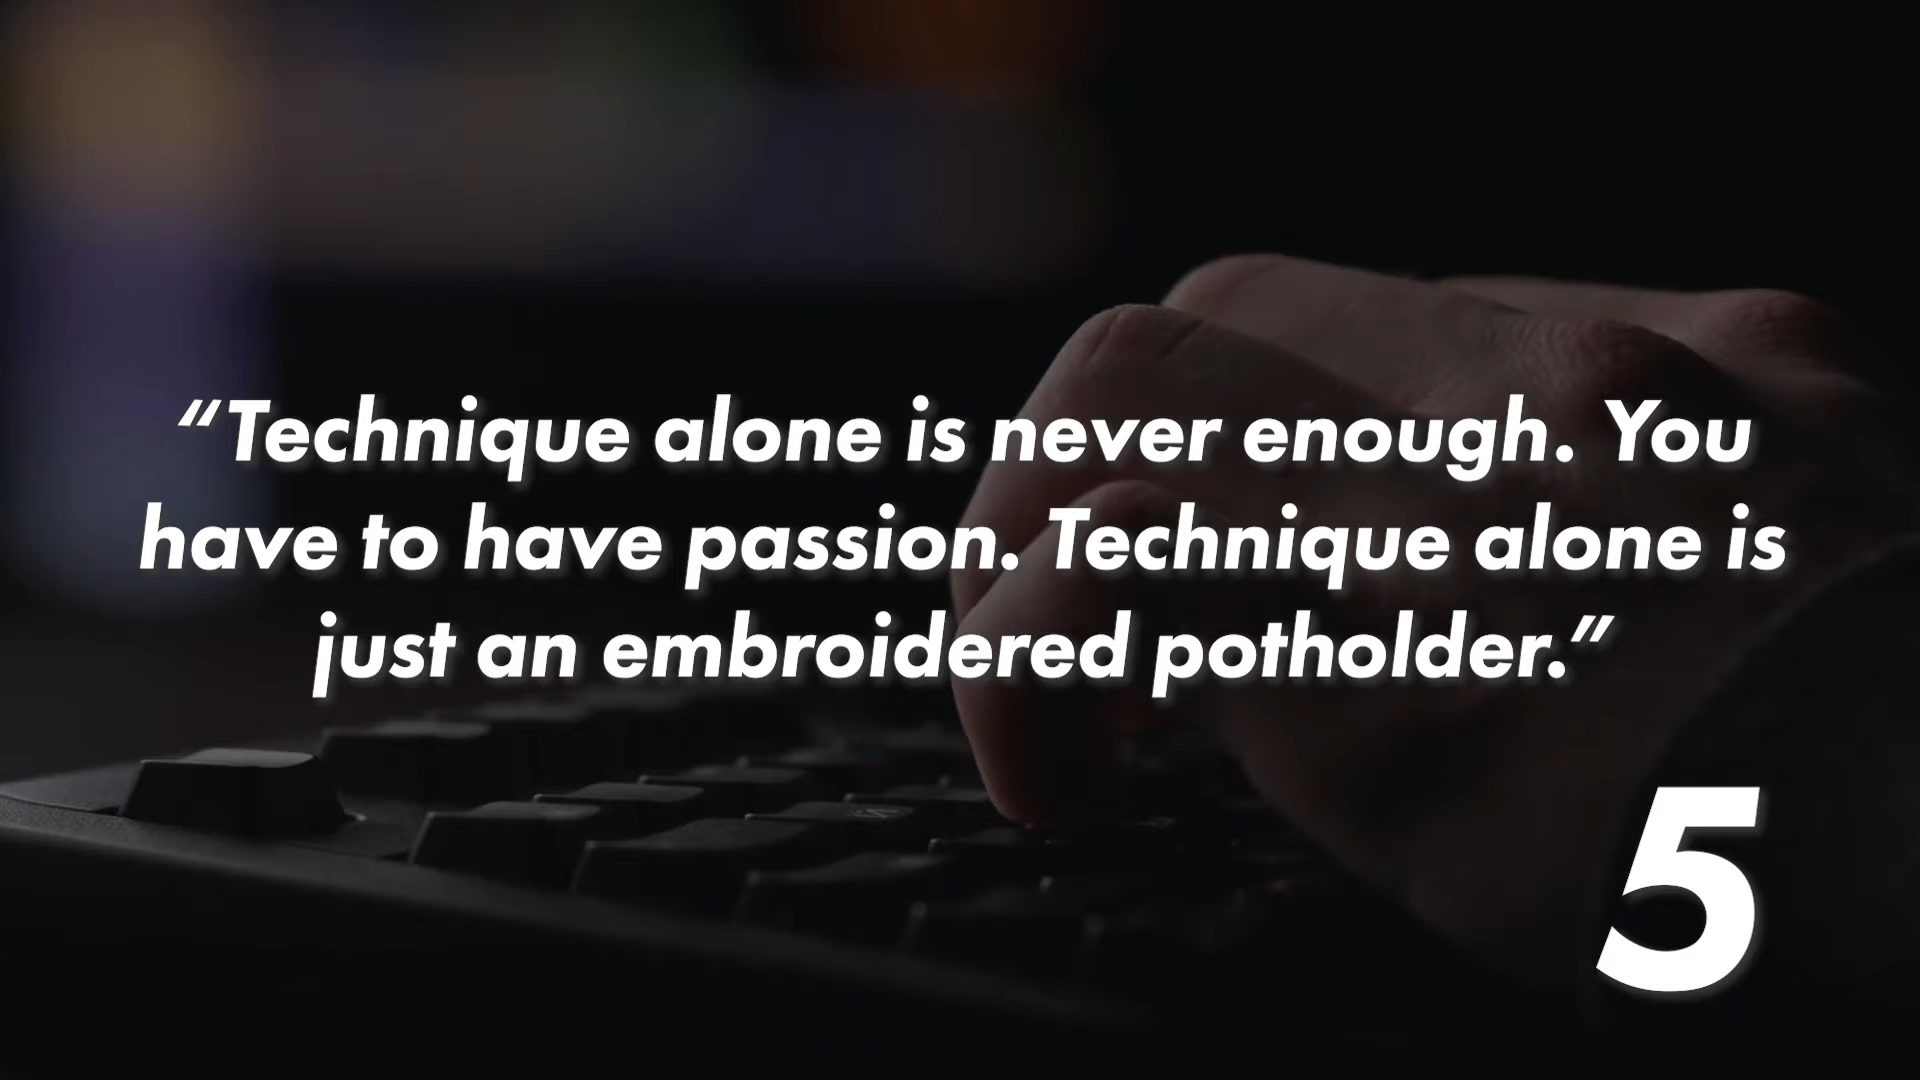 “Technique alone is never enough. You
have to have passion. Technique alone is
just an embroidered potholder.”
5